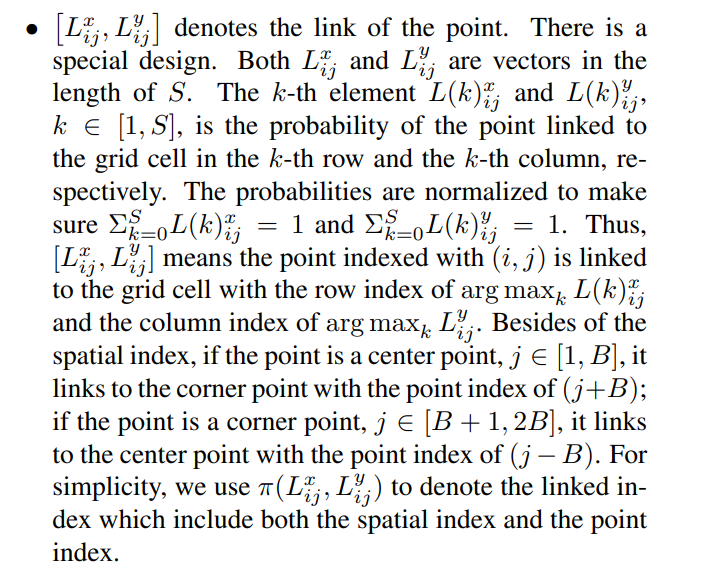 • [L^x_{ij}, L^y_{ij}] denotes the link of the point. There is a
special design. Both L^x_{ij} and L^y_{ij} are vectors in the
length of S. The k-th element L(k)^x_{ij} and L(k)^y_{ij},
k ∈ [1, S], is the probability of the point linked to
the grid cell in the k-th row and the k-th column, re-
spectively. The probabilities are normalized to make
sure Σ^S_{k=0}L(k)^x_{ij} = 1 and Σ^S_{k=0}L(k)^y_{ij} = 1. Thus,
[L^x_{ij}, L^y_{ij}] means the point indexed with (i, j) is linked
to the grid cell with the row index of arg max_k L(k)^x_{ij}
and the column index of arg max_k L^y_{ij}. Besides of the
spatial index, if the point is a center point, j ∈ [1, B], it
links to the corner point with the point index of (j+B);
if the point is a corner point, j ∈ [B + 1, 2B], it links
to the center point with the point index of (j − B). For
simplicity, we use π(L^x_{ij}, L^y_{ij}) to denote the linked in-
dex which include both the spatial index and the point
index.